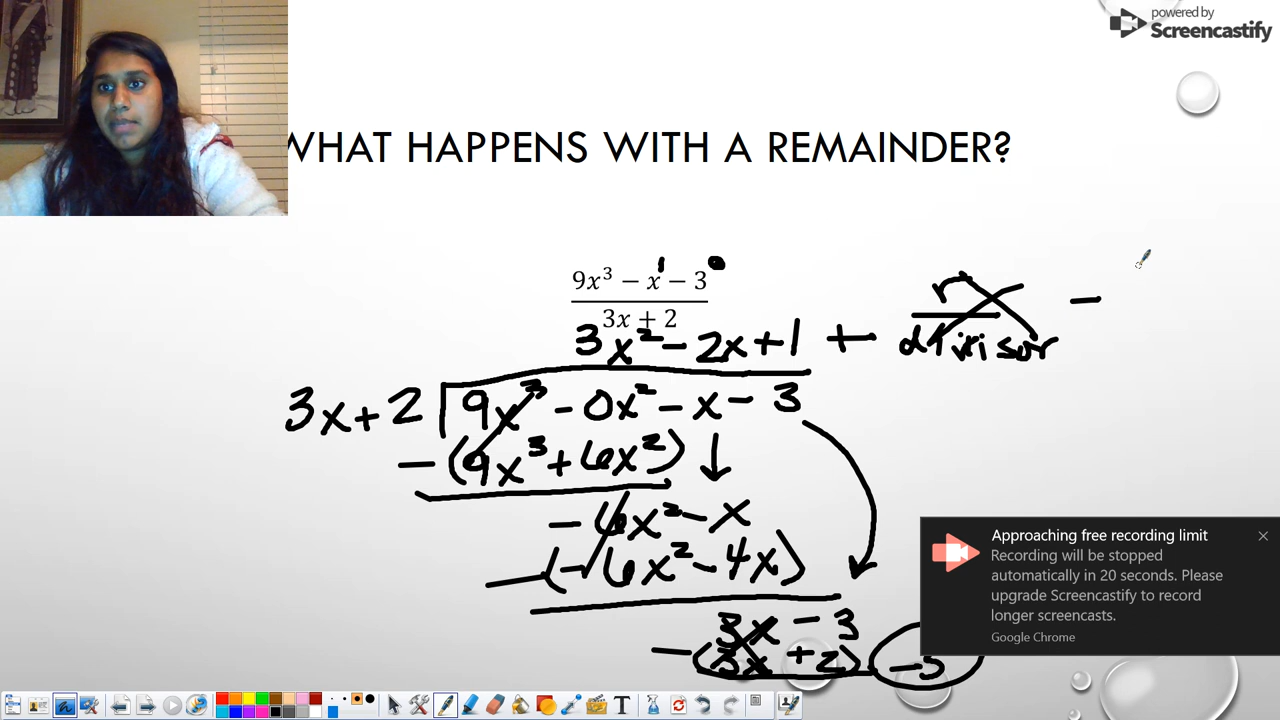 powered by
Screencastify
WHAT HAPPENS WITH A REMAINDER?
9x³ − x¹ − 3
3x + 2
3x² − 2x + 1 + r / divisor −
3x + 2 9x³ − 0x² − x − 3
− (9x³ + 6x²)
− 6x² − x
− (− 6x² − 4x)
3x − 3
− (3x + 2) −5
Approaching free recording limit
Recording will be stopped
automatically in 20 seconds. Please
upgrade Screencastify to record
longer screencasts.
Google Chrome